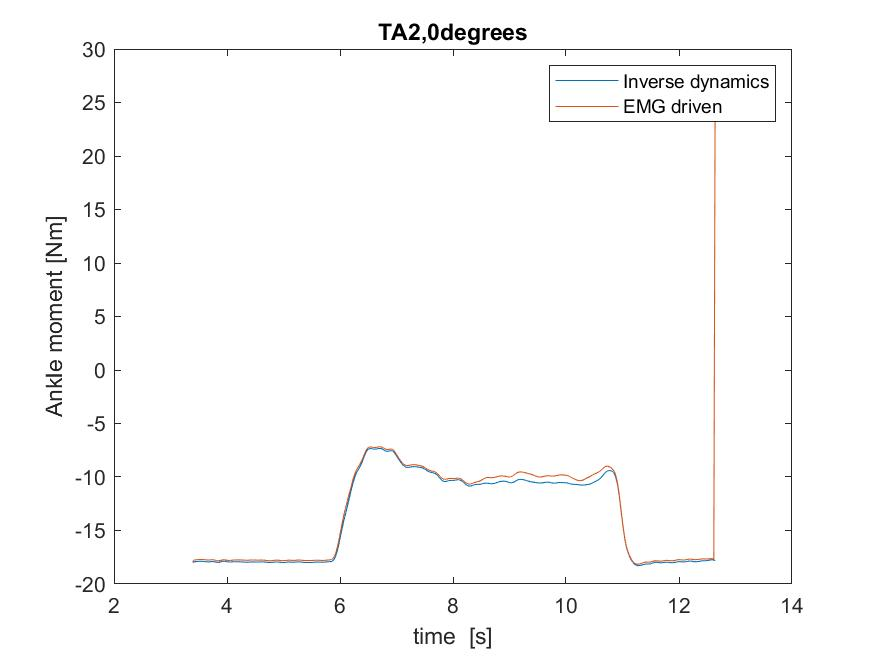 TA2,0degrees
30
25
20
15
10
5
0
-5
-10
-15
-20
Ankle moment [Nm]
Inverse dynamics
EMG driven
2 4 6 8 10 12 14
time [s]